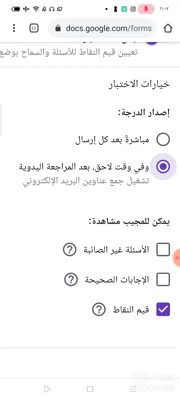 ١٢:٠٧
docs.google.com/forms
تعيين قيم النقاط للأسئلة والسماح بوضع
خيارات الاختبار
إصدار الدرجة:
مباشرةً بعد كل إرسال
وفي وقت لاحق، بعد المراجعة اليدوية
تشغيل جمع عناوين البريد الإلكتروني
يمكن للمجيب مشاهدة:
الأسئلة غير الصائبة
الإجابات الصحيحة
قيم النقاط